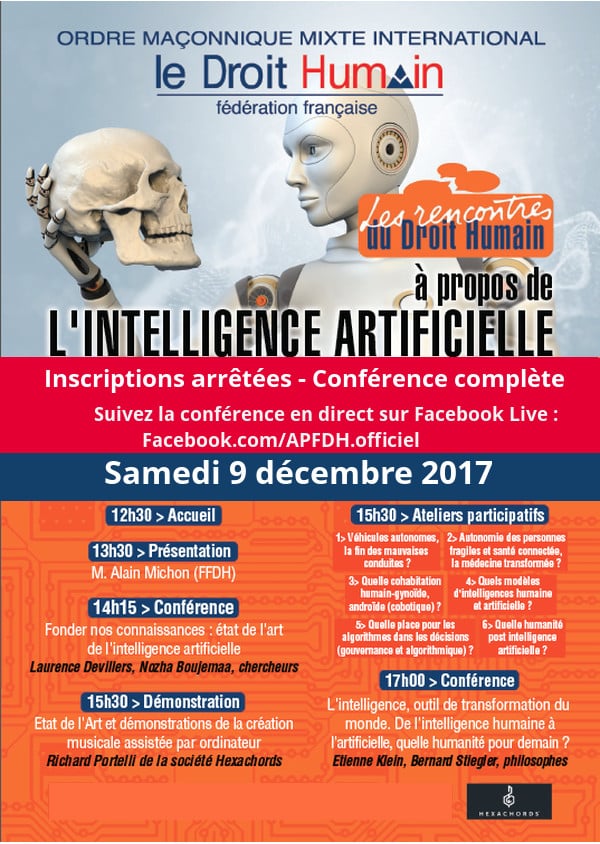 ORDRE MAÇONNIQUE MIXTE INTERNATIONAL
le Droit Humain
fédération française
Les rencontres
du Droit Humain
à propos de
L'INTELLIGENCE ARTIFICIELLE
Inscriptions arrêtées - Conférence complète
Suivez la conférence en direct sur Facebook Live :
Facebook.com/APFDH.officiel
Samedi 9 décembre 2017
12h30 > Accueil
13h30 > Présentation
M. Alain Michon (FFDH)
14h15 > Conférence
Fonder nos connaissances : état de l'art
de l'intelligence artificielle
Laurence Devillers, Nozha Boujemaa, chercheurs
15h30 > Démonstration
Etat de l'Art et démonstrations de la création
musicale assistée par ordinateur
Richard Portelli de la société Hexachords
15h30 > Ateliers participatifs
1> Véhicules autonomes,
la fin des mauvaises
conduites ?
2> Autonomie des personnes
fragiles et santé connectée,
la médecine transformée ?
3> Quelle cohabitation
humain-gynoïde,
androïde (cobotique) ?
4> Quels modèles
d'intelligences humaine
et artificielle ?
5> Quelle place pour les
algorithmes dans les décisions
(gouvernance et algorithmique) ?
6> Quelle humanité
post intelligence
artificielle ?
17h00 > Conférence
L'intelligence, outil de transformation du
monde. De l'intelligence humaine à
l'artificielle, quelle humanité pour demain ?
Etienne Klein, Bernard Stiegler, philosophes
HEXACHORDS